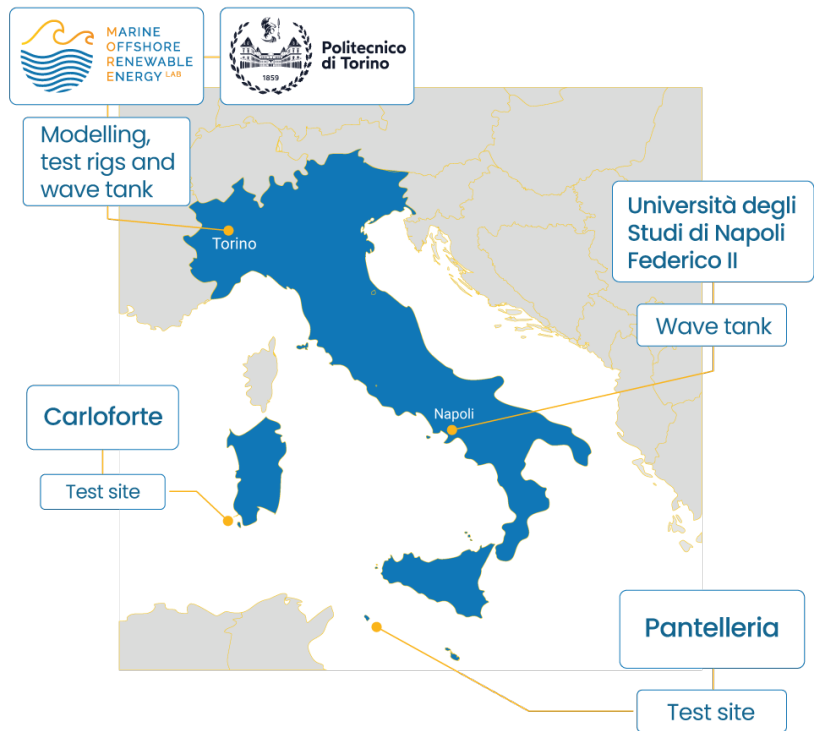 MARINE
OFFSHORE
RENEWABLE
ENERGY LAB
Politecnico
di Torino
1859
Modelling,
test rigs and
wave tank
Torino
Università degli
Studi di Napoli
Federico II
Wave tank
Napoli
Carloforte
Test site
Pantelleria
Test site